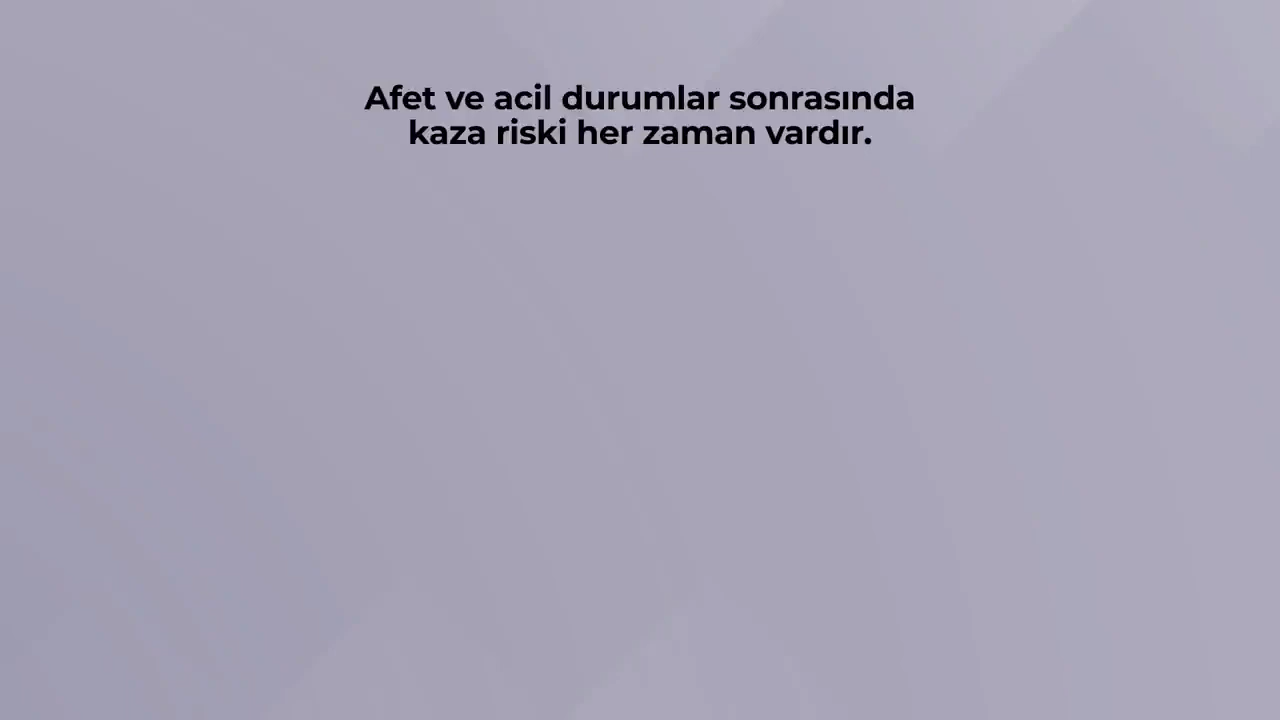 Afet ve acil durumlar sonrasında
kaza riski her zaman vardır.